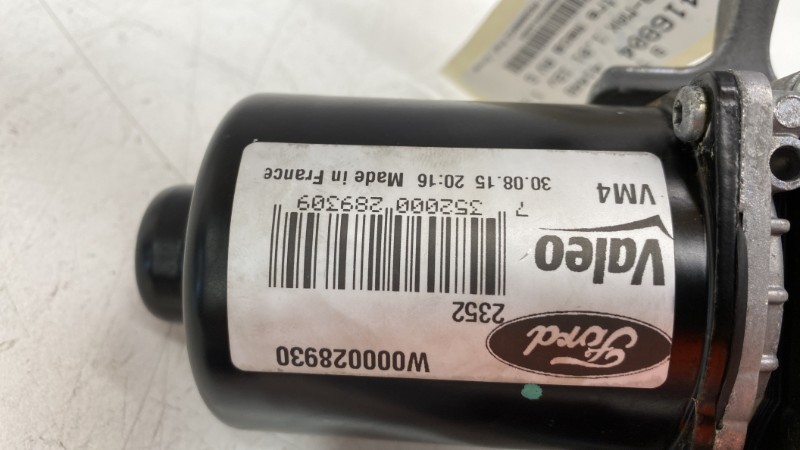 Ford
W000028930
2352
Valeo
7 352000 289309
VM4
30.08.15 20:16 Made in France